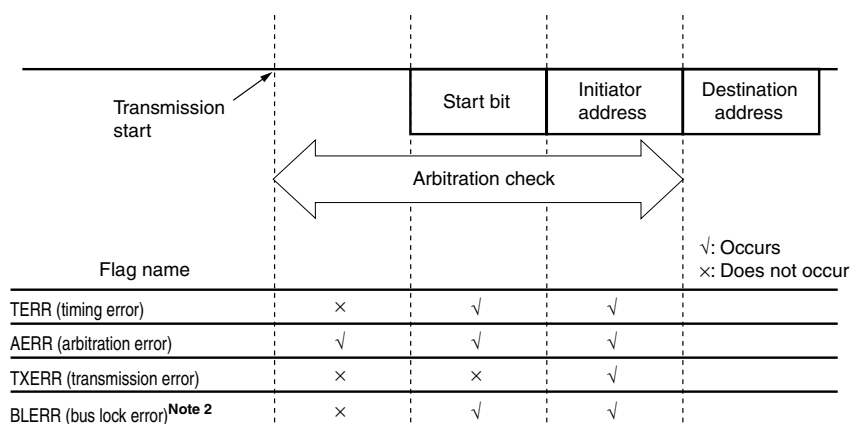 Transmission start
Start bit
Initiator address
Destination address
Arbitration check
√: Occurs
×: Does not occur
Flag name
TERR (timing error) × √ √
AERR (arbitration error) √ √ √
TXERR (transmission error) × × √
BLERR (bus lock error)Note 2 × √ √